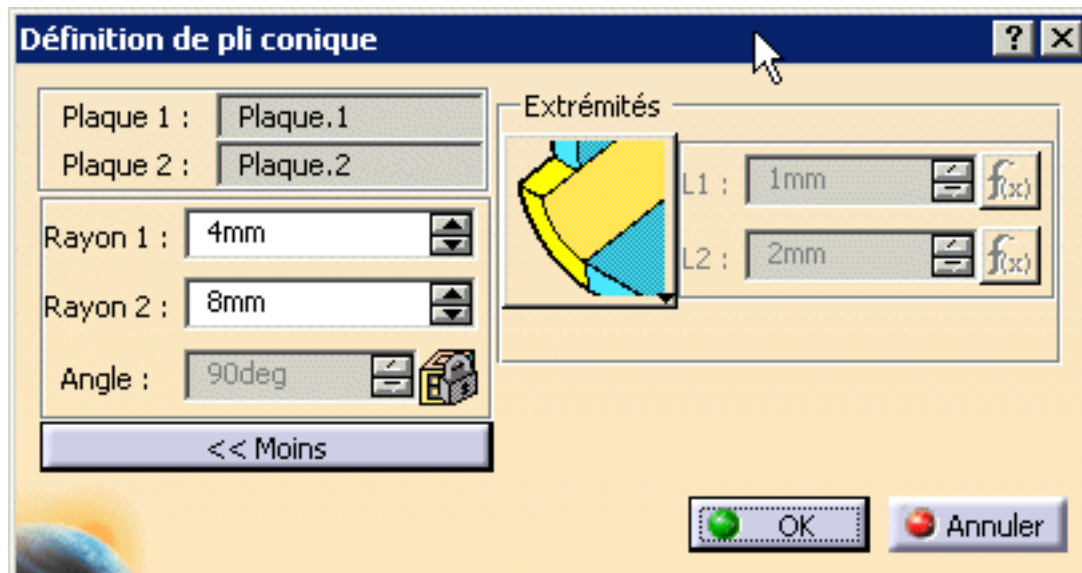 Définition de pli conique
? X
Plaque 1 : Plaque.1
Plaque 2 : Plaque.2
Rayon 1 : 4mm
Rayon 2 : 8mm
Angle : 90deg
<< Moins
Extrémités
L1 : 1mm f(x)
L2 : 2mm f(x)
OK Annuler